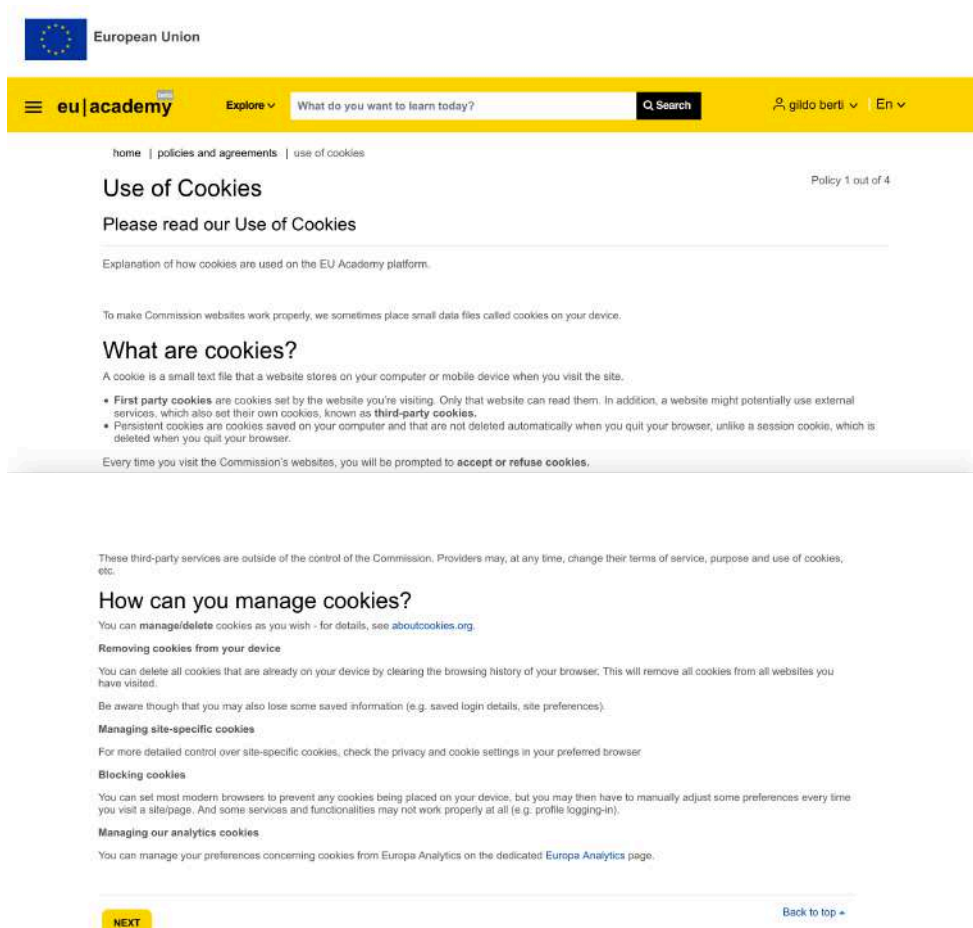 European Union
eu|academy
beta
Explore
What do you want to learn today?
Search
gildo berti
En
home | policies and agreements | use of cookies
Use of Cookies
Policy 1 out of 4
Please read our Use of Cookies
Explanation of how cookies are used on the EU Academy platform.
To make Commission websites work properly, we sometimes place small data files called cookies on your device.
What are cookies?
A cookie is a small text file that a website stores on your computer or mobile device when you visit the site.
• First party cookies are cookies set by the website you're visiting. Only that website can read them. In addition, a website might potentially use external
services, which also set their own cookies, known as third-party cookies.
• Persistent cookies are cookies saved on your computer and that are not deleted automatically when you quit your browser, unlike a session cookie, which is
deleted when you quit your browser.
Every time you visit the Commission's websites, you will be prompted to accept or refuse cookies.
These third-party services are outside of the control of the Commission. Providers may, at any time, change their terms of service, purpose and use of cookies,
etc.
How can you manage cookies?
You can manage/delete cookies as you wish - for details, see aboutcookies.org.
Removing cookies from your device
You can delete all cookies that are already on your device by clearing the browsing history of your browser. This will remove all cookies from all websites you
have visited.
Be aware though that you may also lose some saved information (e.g. saved login details, site preferences).
Managing site-specific cookies
For more detailed control over site-specific cookies, check the privacy and cookie settings in your preferred browser
Blocking cookies
You can set most modern browsers to prevent any cookies being placed on your device, but you may then have to manually adjust some preferences every time
you visit a site/page. And some services and functionalities may not work properly at all (e.g. profile logging-in).
Managing our analytics cookies
You can manage your preferences concerning cookies from Europa Analytics on the dedicated Europa Analytics page.
Back to top
NEXT